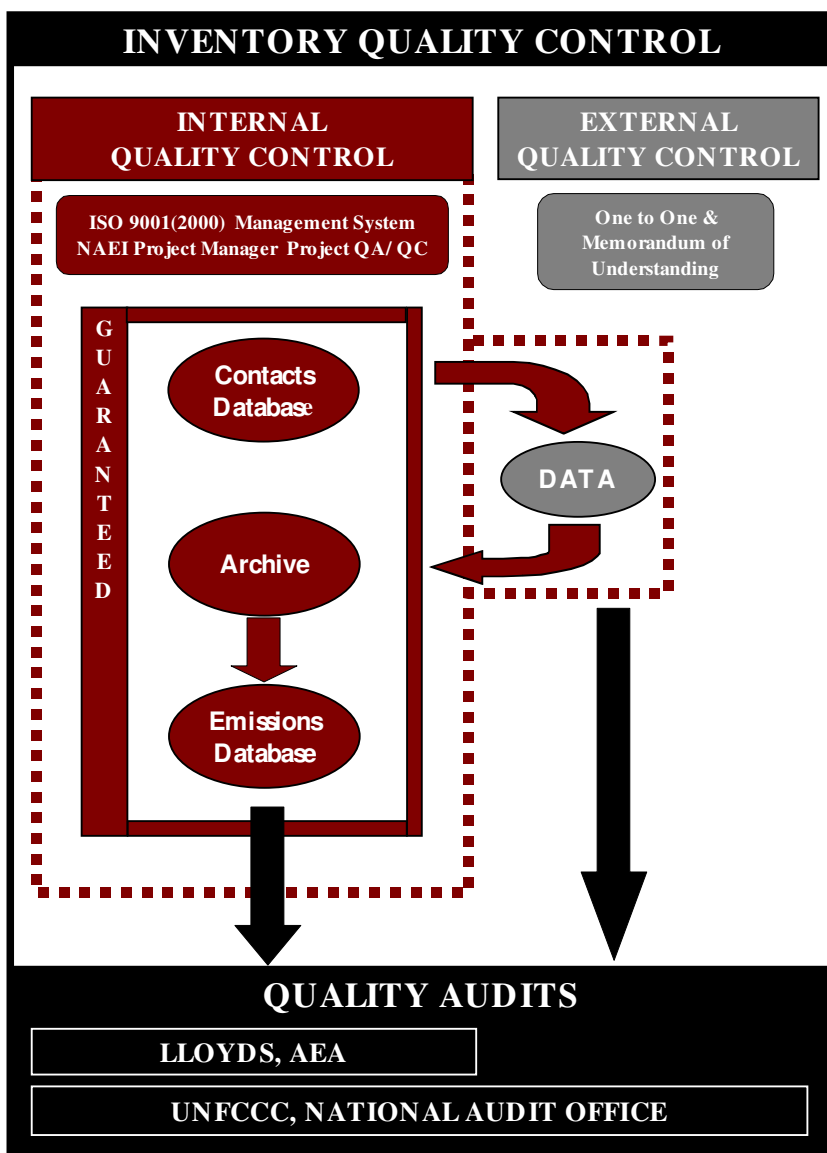 INVENTORY QUALITY CONTROL
INTERNAL
QUALITY CONTROL
EXTERNAL
QUALITY CONTROL
ISO 9001(2000) Management System
NAEI Project Manager Project QA/ QC
One to One &
Memorandum of
Understanding
GUARANTEED
Contacts
Database
DATA
Archive
Emissions
Database
QUALITY AUDITS
LLOYDS, AEA
UNFCCC, NATIONAL AUDIT OFFICE